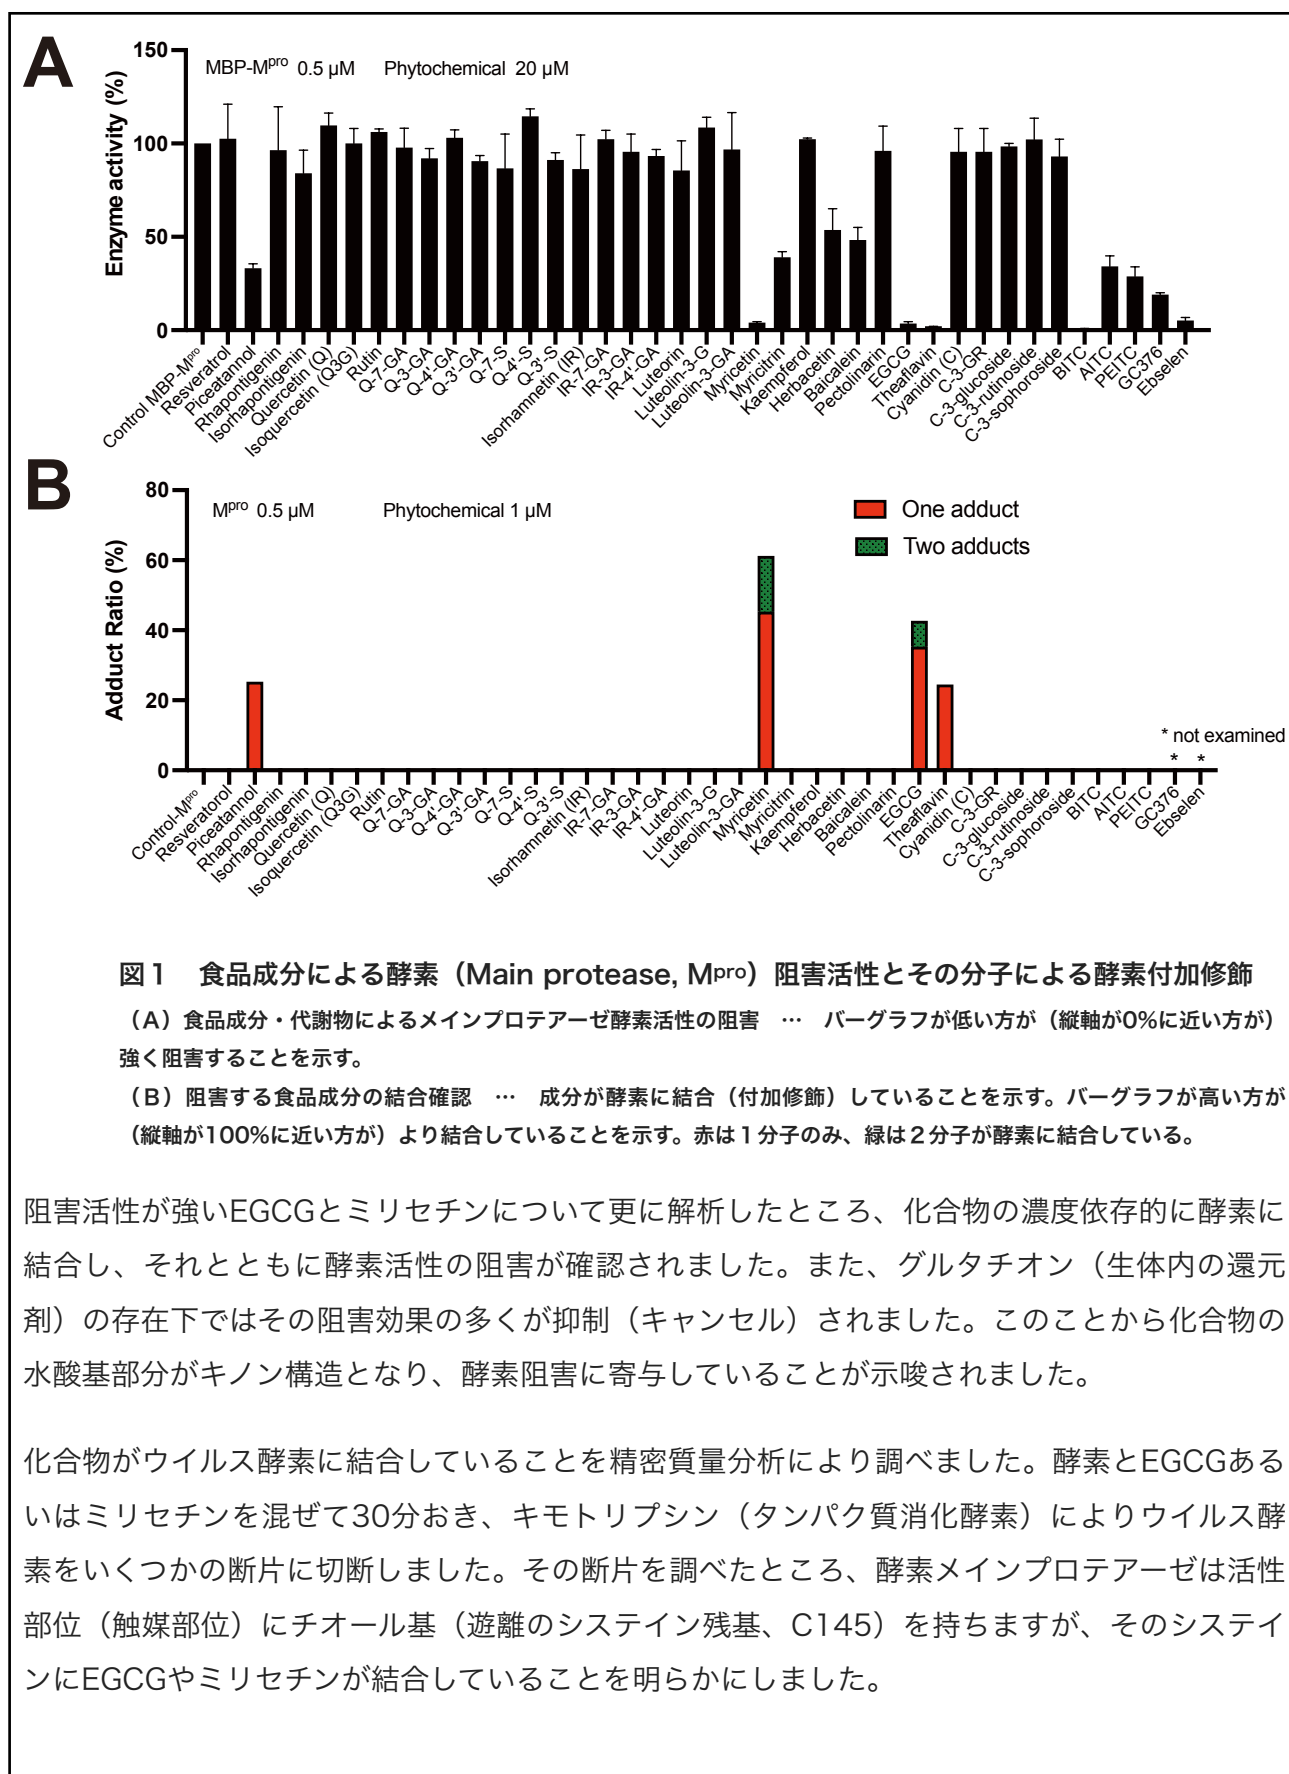 A
150
100
50
0
Enzyme activity (%)
MBP-Mpro 0.5 μM Phytochemical 20 μM
Control MBP-Mpro
Resveratrol
Piceatannol
Rhapontigenin
Isorhapontigenin
Quercetin (Q)
Isoquercetin (Q3G)
Rutin
Q-7-GA
Q-3-GA
Q-4'-GA
Q-3'-GA
Q-7-S
Q-4'-S
Q-3'-S
Isorhamnetin (IR)
IR-7-GA
IR-3-GA
IR-4'-GA
Luteorin
Luteolin-3-G
Luteolin-3-GA
Myricetin
Myricitrin
Kaempferol
Herbacetin
Baicalein
Pectolinarin
EGCG
Theaflavin
Cyanidin (C)
C-3-GR
C-3-glucoside
C-3-rutinoside
C-3-sophoroside
BITC
AITC
PEITC
GC376
Ebselen
B
80
60
40
20
0
Adduct Ratio (%)
Mpro 0.5 μM Phytochemical 1 μM
One adduct
Two adducts
* not examined
* *
Control-Mpro
Resveratorol
Piceatannol
Rhapontigenin
Isorhapontigenin
Quercetin (Q)
Isoquercetin (Q3G)
Rutin
Q-7-GA
Q-3-GA
Q-4'-GA
Q-3'-GA
Q-7-S
Q-4'-S
Q-3'-S
Isorhamnetin (IR)
IR-7-GA
IR-3-GA
IR-4'-GA
Luteorin
Luteolin-3-G
Luteolin-3-GA
Myricetin
Myricitrin
Kaempferol
Herbacetin
Baicalein
Pectolinarin
EGCG
Theaflavin
Cyanidin (C)
C-3-GR
C-3-glucoside
C-3-rutinoside
C-3-sophoroside
BITC
AITC
PEITC
GC376
Ebselen
図1 食品成分による酵素（Main protease, Mpro）阻害活性とその分子による酵素付加修飾
（A）食品成分・代謝物によるメインプロテアーゼ酵素活性の阻害 … バーグラフが低い方が（縦軸が0%に近い方が）
強く阻害することを示す。
（B）阻害する食品成分の結合確認 … 成分が酵素に結合（付加修飾）していることを示す。バーグラフが高い方が
（縦軸が100%に近い方が）より結合していることを示す。赤は1分子のみ、緑は2分子が酵素に結合している。
阻害活性が強いEGCGとミリセチンについて更に解析したところ、化合物の濃度依存的に酵素に
結合し、それとともに酵素活性の阻害が確認されました。また、グルタチオン（生体内の還元
剤）の存在下ではその阻害効果の多くが抑制（キャンセル）されました。このことから化合物の
水酸基部分がキノン構造となり、酵素阻害に寄与していることが示唆されました。
化合物がウイルス酵素に結合していることを精密質量分析により調べました。酵素とEGCGある
いはミリセチンを混ぜて30分おき、キモトリプシン（タンパク質消化酵素）によりウイルス酵
素をいくつかの断片に切断しました。その断片を調べたところ、酵素メインプロテアーゼは活性
部位（触媒部位）にチオール基（遊離のシステイン残基、C145）を持ちますが、そのシステイ
ンにEGCGやミリセチンが結合していることを明らかにしました。